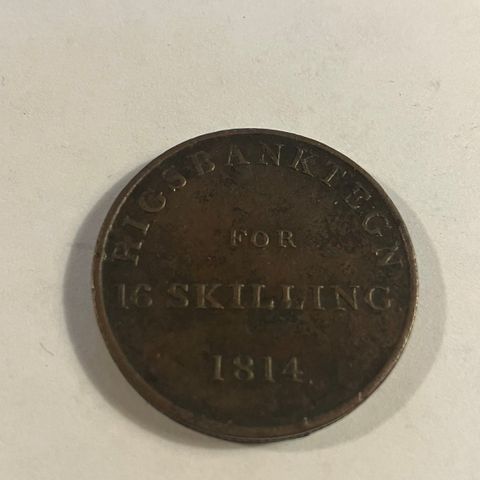 RIGSBANKTEGN
FOR
16 SKILLING
1814.